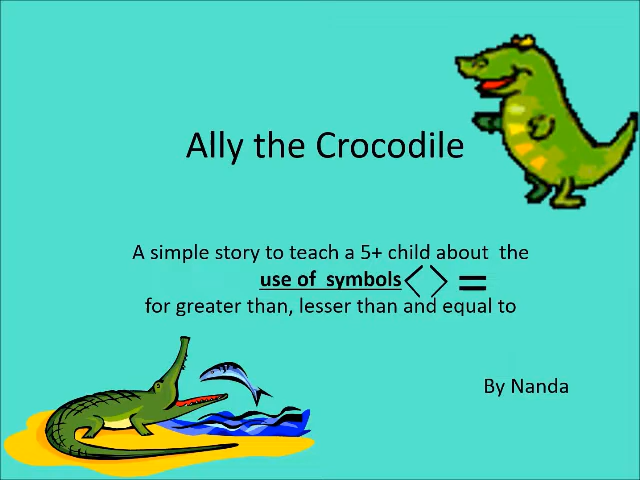 Ally the Crocodile
A simple story to teach a 5+ child about the
use of symbols < > =
for greater than, lesser than and equal to
By Nanda